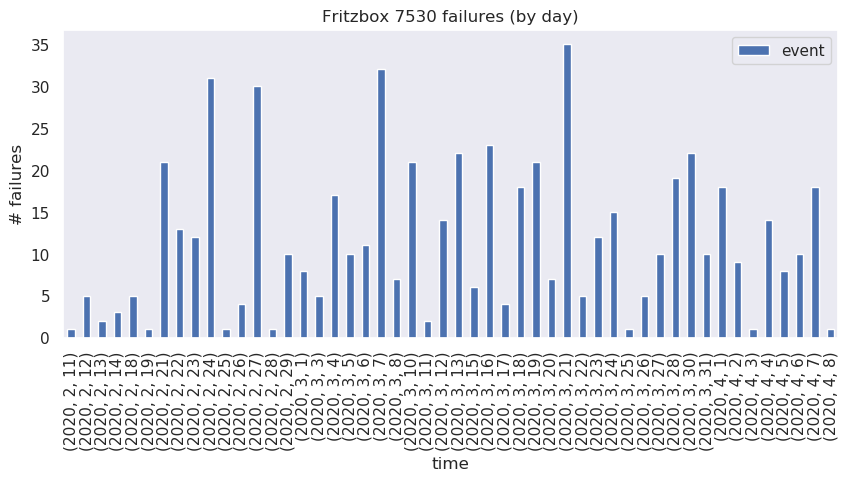 Fritzbox 7530 failures (by day)
event
# failures
35
30
25
20
15
10
5
0
(2020, 2, 11)
(2020, 2, 12)
(2020, 2, 13)
(2020, 2, 14)
(2020, 2, 18)
(2020, 2, 19)
(2020, 2, 21)
(2020, 2, 22)
(2020, 2, 23)
(2020, 2, 24)
(2020, 2, 25)
(2020, 2, 26)
(2020, 2, 27)
(2020, 2, 28)
(2020, 2, 29)
(2020, 3, 1)
(2020, 3, 3)
(2020, 3, 4)
(2020, 3, 5)
(2020, 3, 6)
(2020, 3, 7)
(2020, 3, 8)
(2020, 3, 10)
(2020, 3, 11)
(2020, 3, 12)
(2020, 3, 13)
(2020, 3, 15)
(2020, 3, 16)
(2020, 3, 17)
(2020, 3, 18)
(2020, 3, 19)
(2020, 3, 20)
(2020, 3, 21)
(2020, 3, 22)
(2020, 3, 23)
(2020, 3, 24)
(2020, 3, 25)
(2020, 3, 26)
(2020, 3, 27)
(2020, 3, 28)
(2020, 3, 30)
(2020, 3, 31)
(2020, 4, 1)
(2020, 4, 2)
(2020, 4, 3)
(2020, 4, 4)
(2020, 4, 5)
(2020, 4, 6)
(2020, 4, 7)
(2020, 4, 8)
time